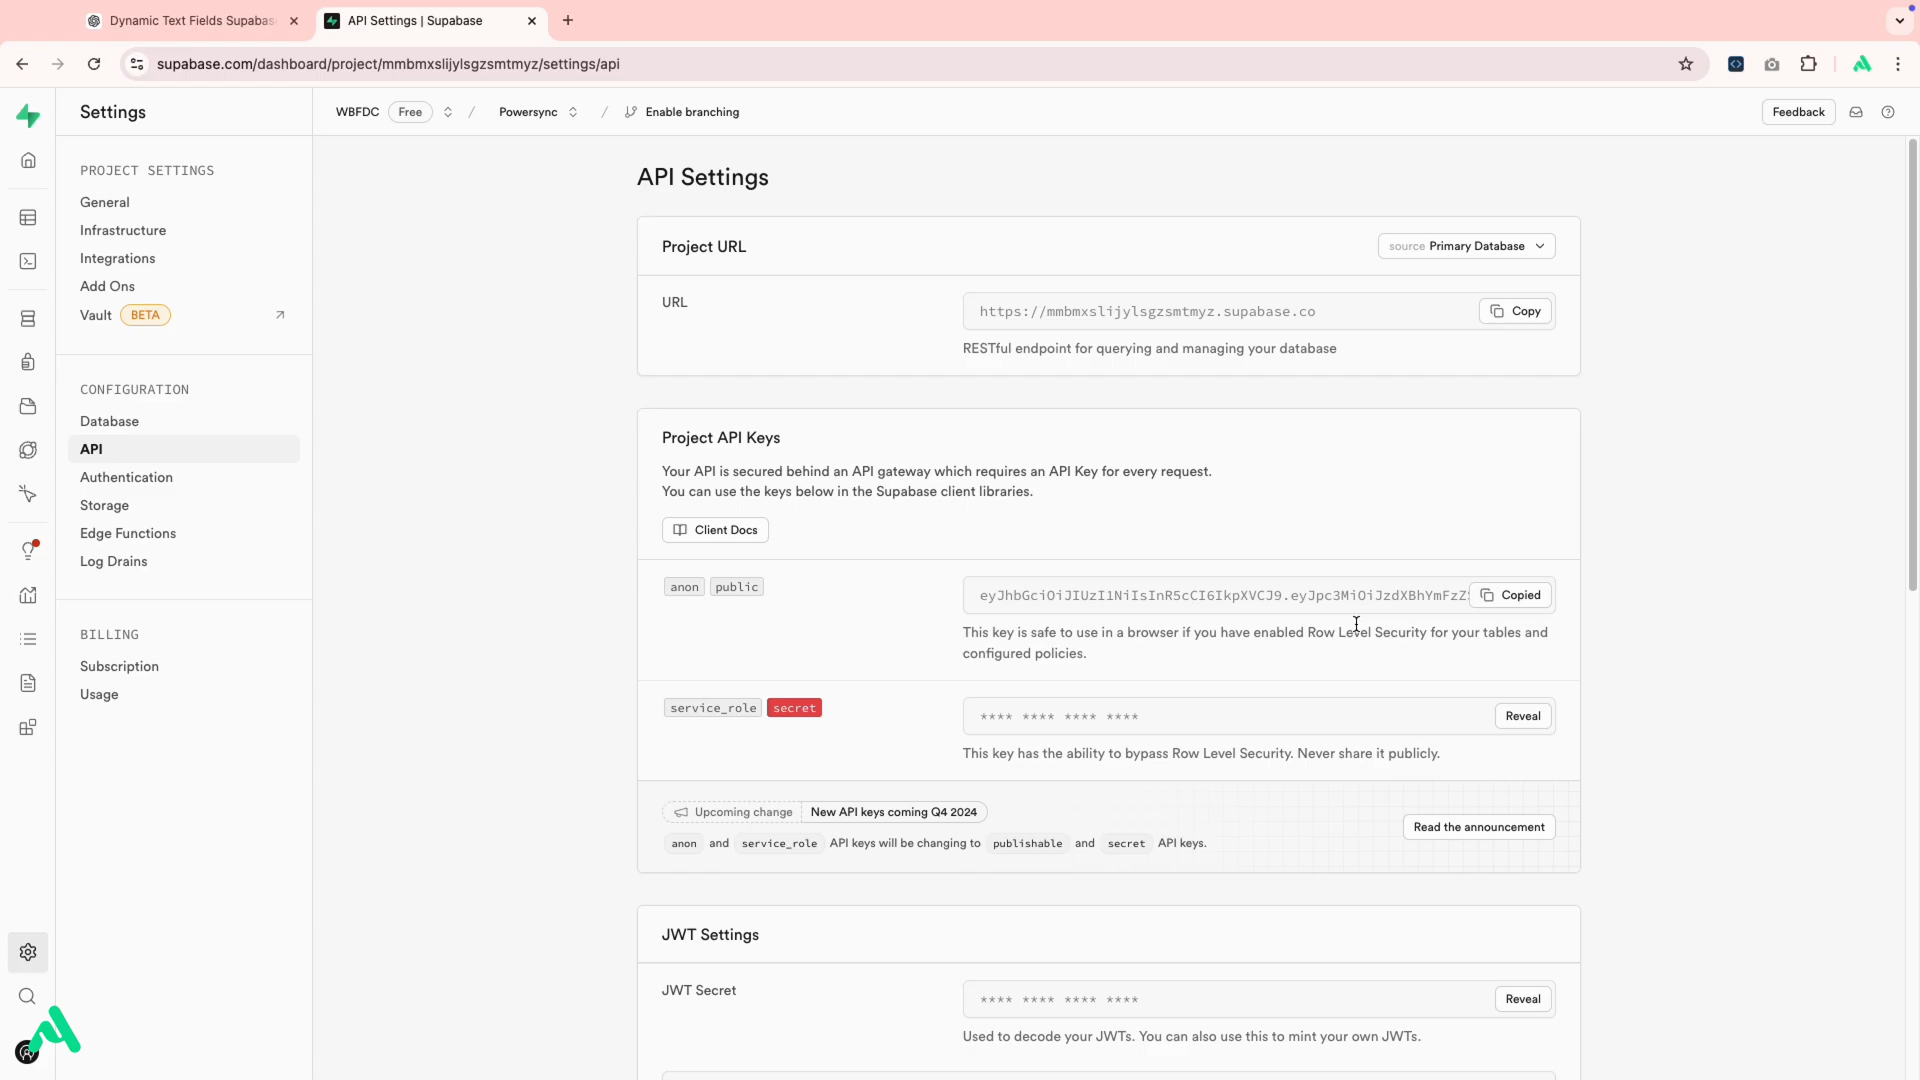 Dynamic Text Fields Supabas
API Settings | Supabase
supabase.com/dashboard/project/mmbmxslijylsgzsmtmyz/settings/api
Settings
WBFDC Free / Powersync / Enable branching
Feedback
PROJECT SETTINGS
General
Infrastructure
Integrations
Add Ons
Vault BETA
CONFIGURATION
Database
API
Authentication
Storage
Edge Functions
Log Drains
BILLING
Subscription
Usage
API Settings
Project URL
source Primary Database
URL
https://mmbmxslijylsgzsmtmyz.supabase.co
Copy
RESTful endpoint for querying and managing your database
Project API Keys
Your API is secured behind an API gateway which requires an API Key for every request.
You can use the keys below in the Supabase client libraries.
Client Docs
anon public
eyJhbGciOiJIUzI1NiIsInR5cCI6IkpXVCJ9.eyJpc3MiOiJzdXBhYmFzZ
Copied
This key is safe to use in a browser if you have enabled Row Level Security for your tables and
configured policies.
service_role secret
**** **** **** ****
Reveal
This key has the ability to bypass Row Level Security. Never share it publicly.
Upcoming change New API keys coming Q4 2024
anon and service_role API keys will be changing to publishable and secret API keys.
Read the announcement
JWT Settings
JWT Secret
**** **** **** ****
Reveal
Used to decode your JWTs. You can also use this to mint your own JWTs.